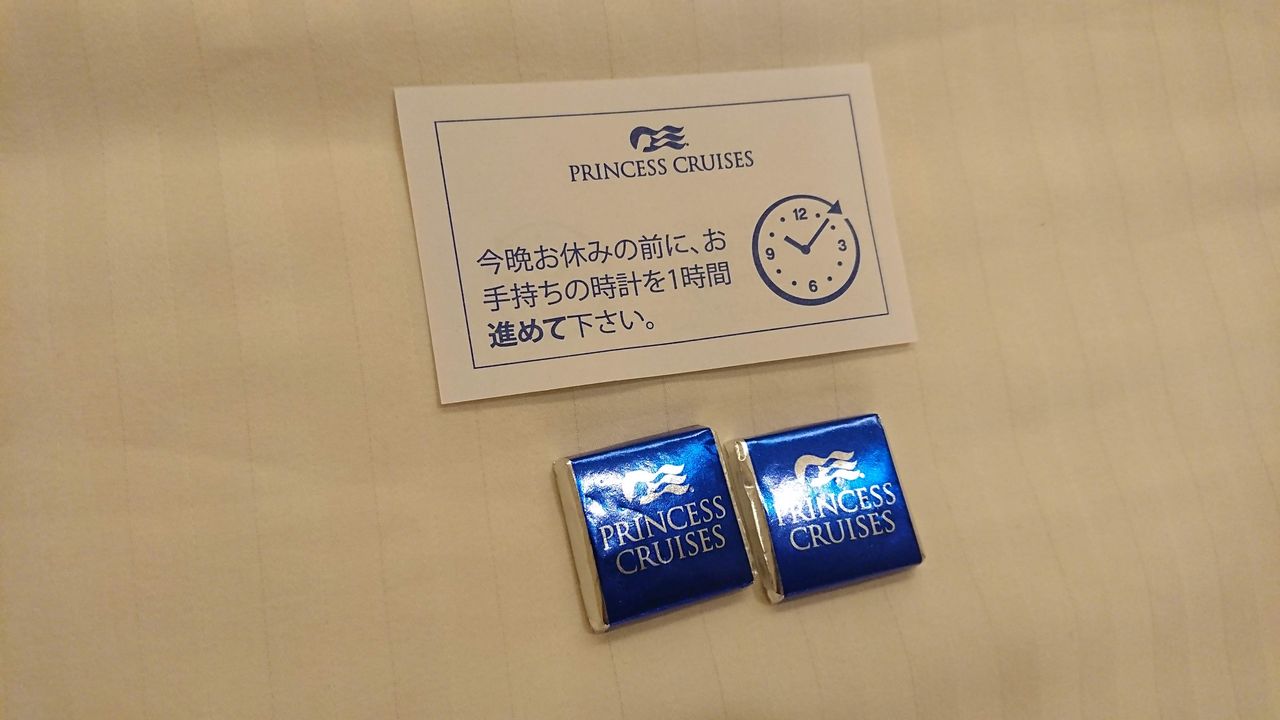 PRINCESS CRUISES
今晩お休みの前に、お
手持ちの時計を1時間
進めて下さい。
12
3
6
9
PRINCESS
CRUISES
PRINCESS
CRUISES